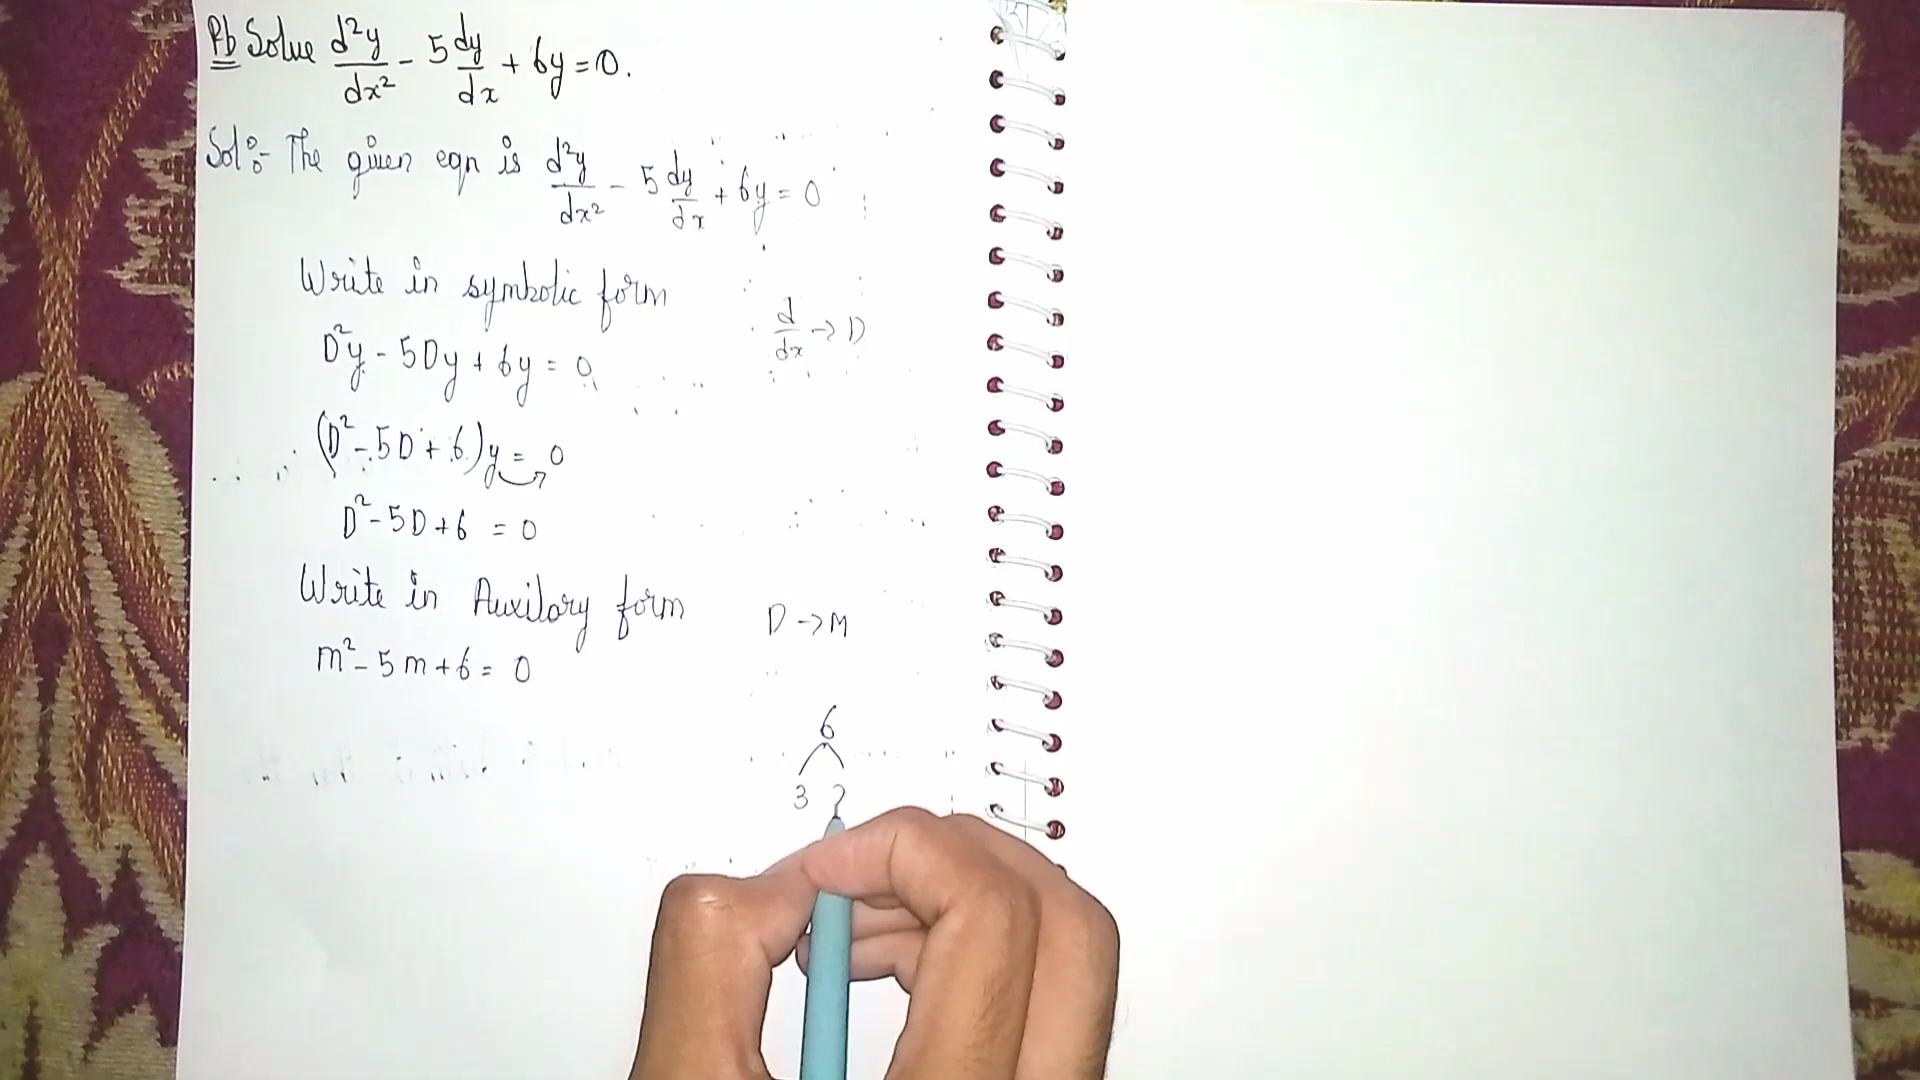 Pb Solve d²y/dx² - 5 dy/dx + 6y = 0.
Sol:- The given eqn is d²y/dx² - 5 dy/dx + 6y = 0
Write in symbolic form
d/dx → D
D²y - 5Dy + 6y = 0
(D² - 5D + 6)y = 0
D² - 5D + 6 = 0
Write in Auxilary form
D → M
m² - 5m + 6 = 0
6
3 2